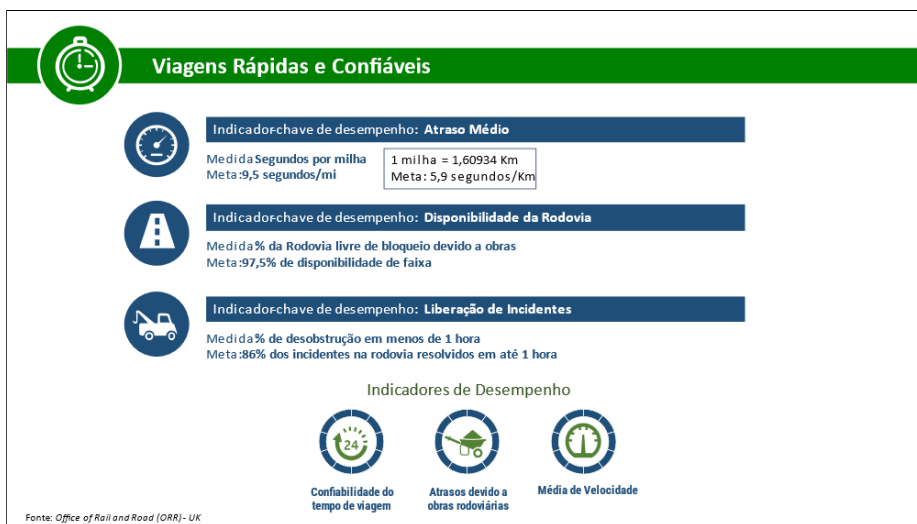 Viagens Rápidas e Confiáveis
Indicador-chave de desempenho: Atraso Médio
Medida Segundos por milha
Meta:9,5 segundos/mi
1 milha = 1,60934 Km
Meta: 5,9 segundos/Km
Indicador-chave de desempenho: Disponibilidade da Rodovia
Medida % da Rodovia livre de bloqueio devido a obras
Meta:97,5% de disponibilidade de faixa
Indicador-chave de desempenho: Liberação de Incidentes
Medida % de desobstrução em menos de 1 hora
Meta:86% dos incidentes na rodovia resolvidos em até 1 hora
Indicadores de Desempenho
24
Confiabilidade do
tempo de viagem
Atrasos devido a
obras rodoviárias
Média de Velocidade
Fonte: Office of Rail and Road (ORR) - UK